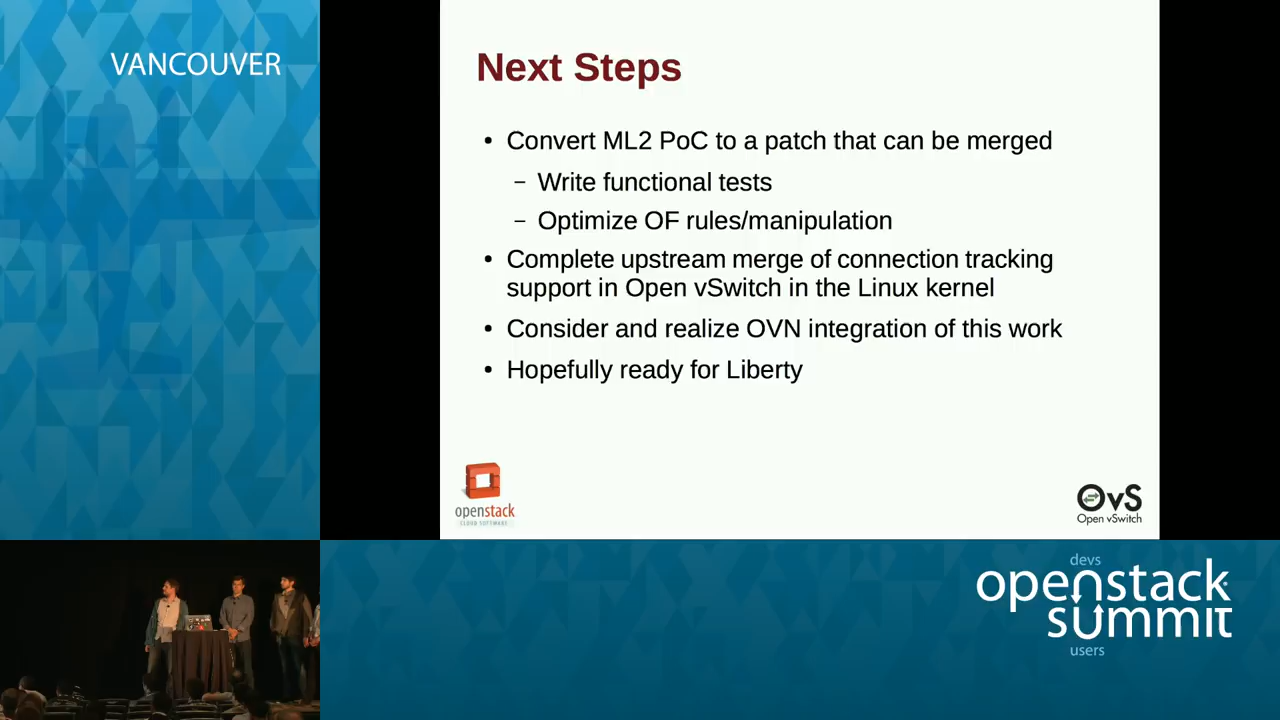 VANCOUVER
Next Steps
• Convert ML2 PoC to a patch that can be merged
– Write functional tests
– Optimize OF rules/manipulation
• Complete upstream merge of connection tracking
support in Open vSwitch in the Linux kernel
• Consider and realize OVN integration of this work
• Hopefully ready for Liberty
openstack
CLOUD SOFTWARE
OvS
Open vSwitch
devs
openstack
summit
users